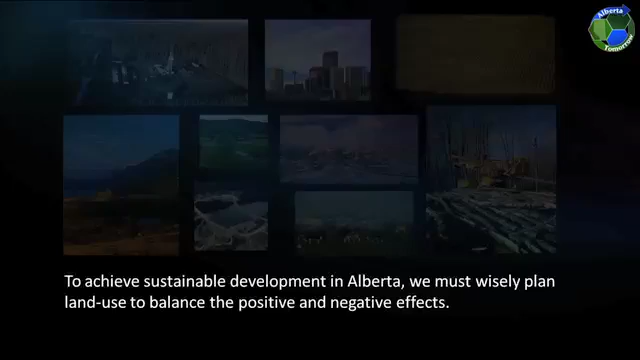 Alberta
Tomorrow
To achieve sustainable development in Alberta, we must wisely plan
land-use to balance the positive and negative effects.